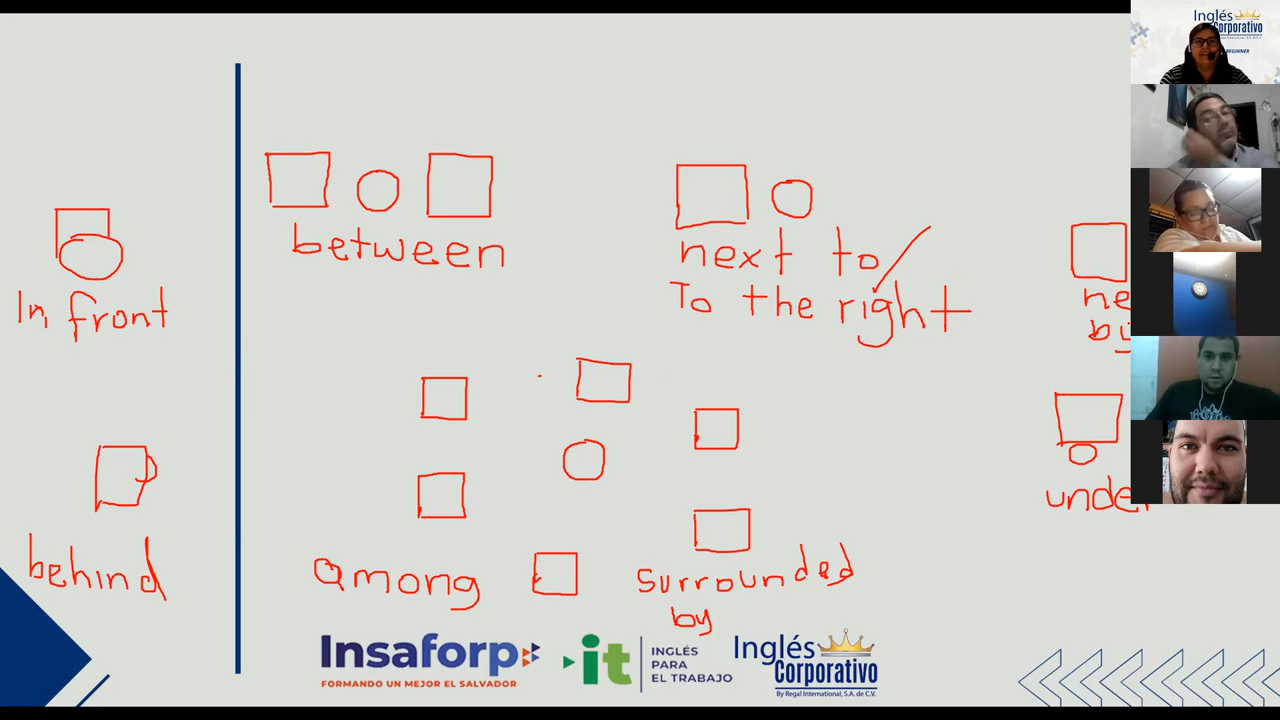 In front
behind
between
next to/
To the right
among
surrounded
by
under
Insaforp
FORMANDO UN MEJOR EL SALVADOR
it
INGLÉS
PARA
EL TRABAJO
Inglés
Corporativo
By Regal International, S.A. de C.V.
Inglés
Corporativo
BEGINNER